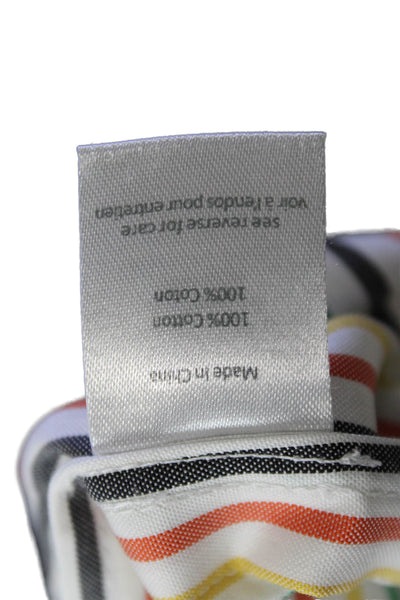 Made in China
100% Cotton
100% Coton
See reverse for care
voir à l'endos pour entretien